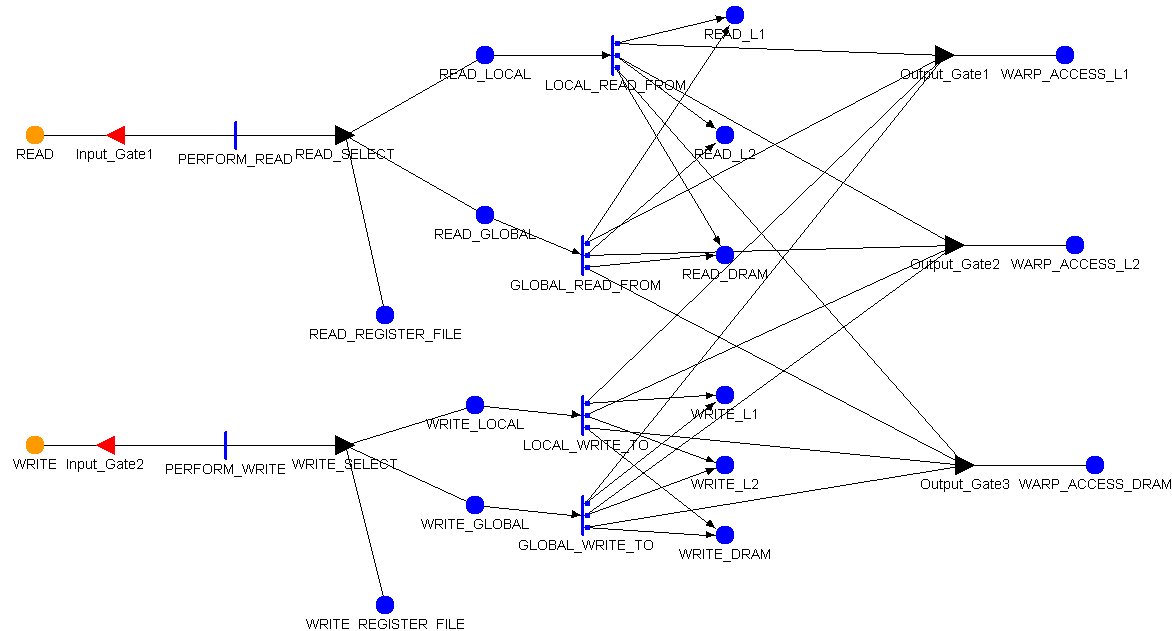 READ_L1
READ_LOCAL
LOCAL_READ_FROM
Output_Gate1
WARP_ACCESS_L1
READ
Input_Gate1
PERFORM_READ
READ_SELECT
READ_L2
READ_GLOBAL
GLOBAL_READ_FROM
READ_DRAM
Output_Gate2
WARP_ACCESS_L2
READ_REGISTER_FILE
WRITE_LOCAL
LOCAL_WRITE_TO
WRITE_L1
WRITE
Input_Gate2
PERFORM_WRITE
WRITE_SELECT
WRITE_L2
Output_Gate3
WARP_ACCESS_DRAM
WRITE_GLOBAL
GLOBAL_WRITE_TO
WRITE_DRAM
WRITE_REGISTER_FILE